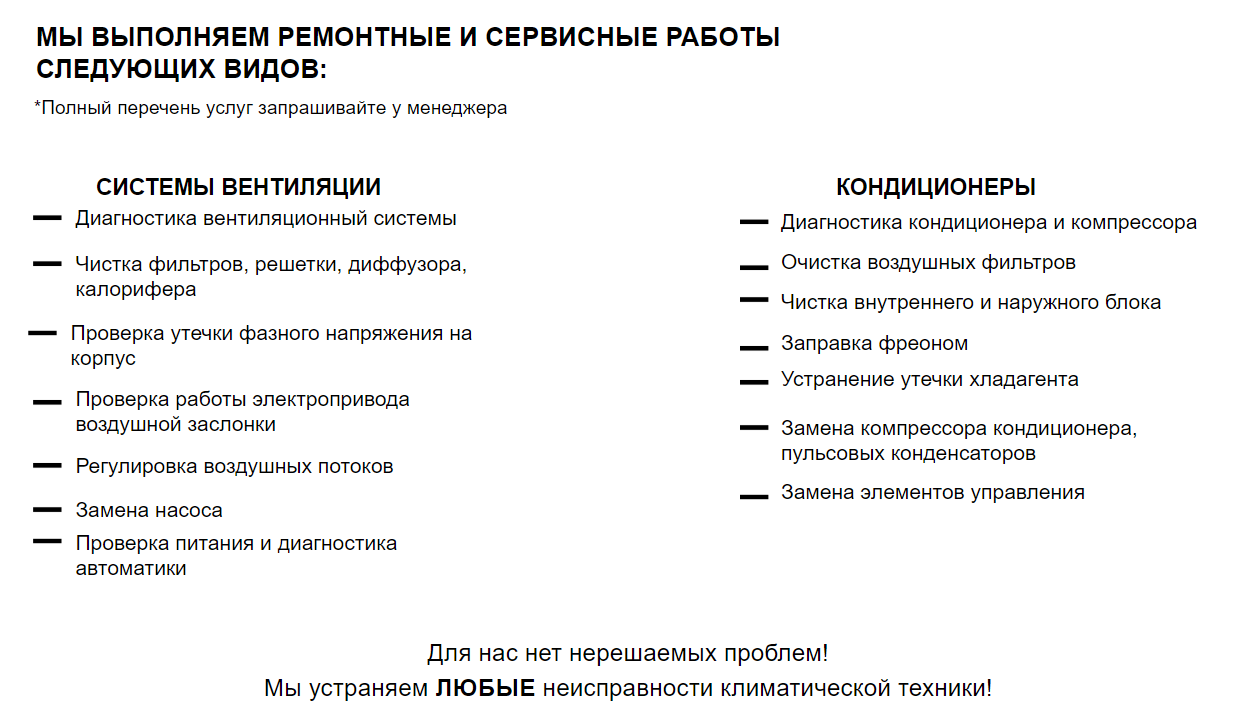 МЫ ВЫПОЛНЯЕМ РЕМОНТНЫЕ И СЕРВИСНЫЕ РАБОТЫ
СЛЕДУЮЩИХ ВИДОВ:
*Полный перечень услуг запрашивайте у менеджера
СИСТЕМЫ ВЕНТИЛЯЦИИ
Диагностика вентиляционный системы
Чистка фильтров, решетки, диффузора,
калорифера
Проверка утечки фазного напряжения на
корпус
Проверка работы электропривода
воздушной заслонки
Регулировка воздушных потоков
Замена насоса
Проверка питания и диагностика
автоматики
КОНДИЦИОНЕРЫ
Диагностика кондиционера и компрессора
Очистка воздушных фильтров
Чистка внутреннего и наружного блока
Заправка фреоном
Устранение утечки хладагента
Замена компрессора кондиционера,
пульсовых конденсаторов
Замена элементов управления
Для нас нет нерешаемых проблем!
Мы устраняем ЛЮБЫЕ неисправности климатической техники!